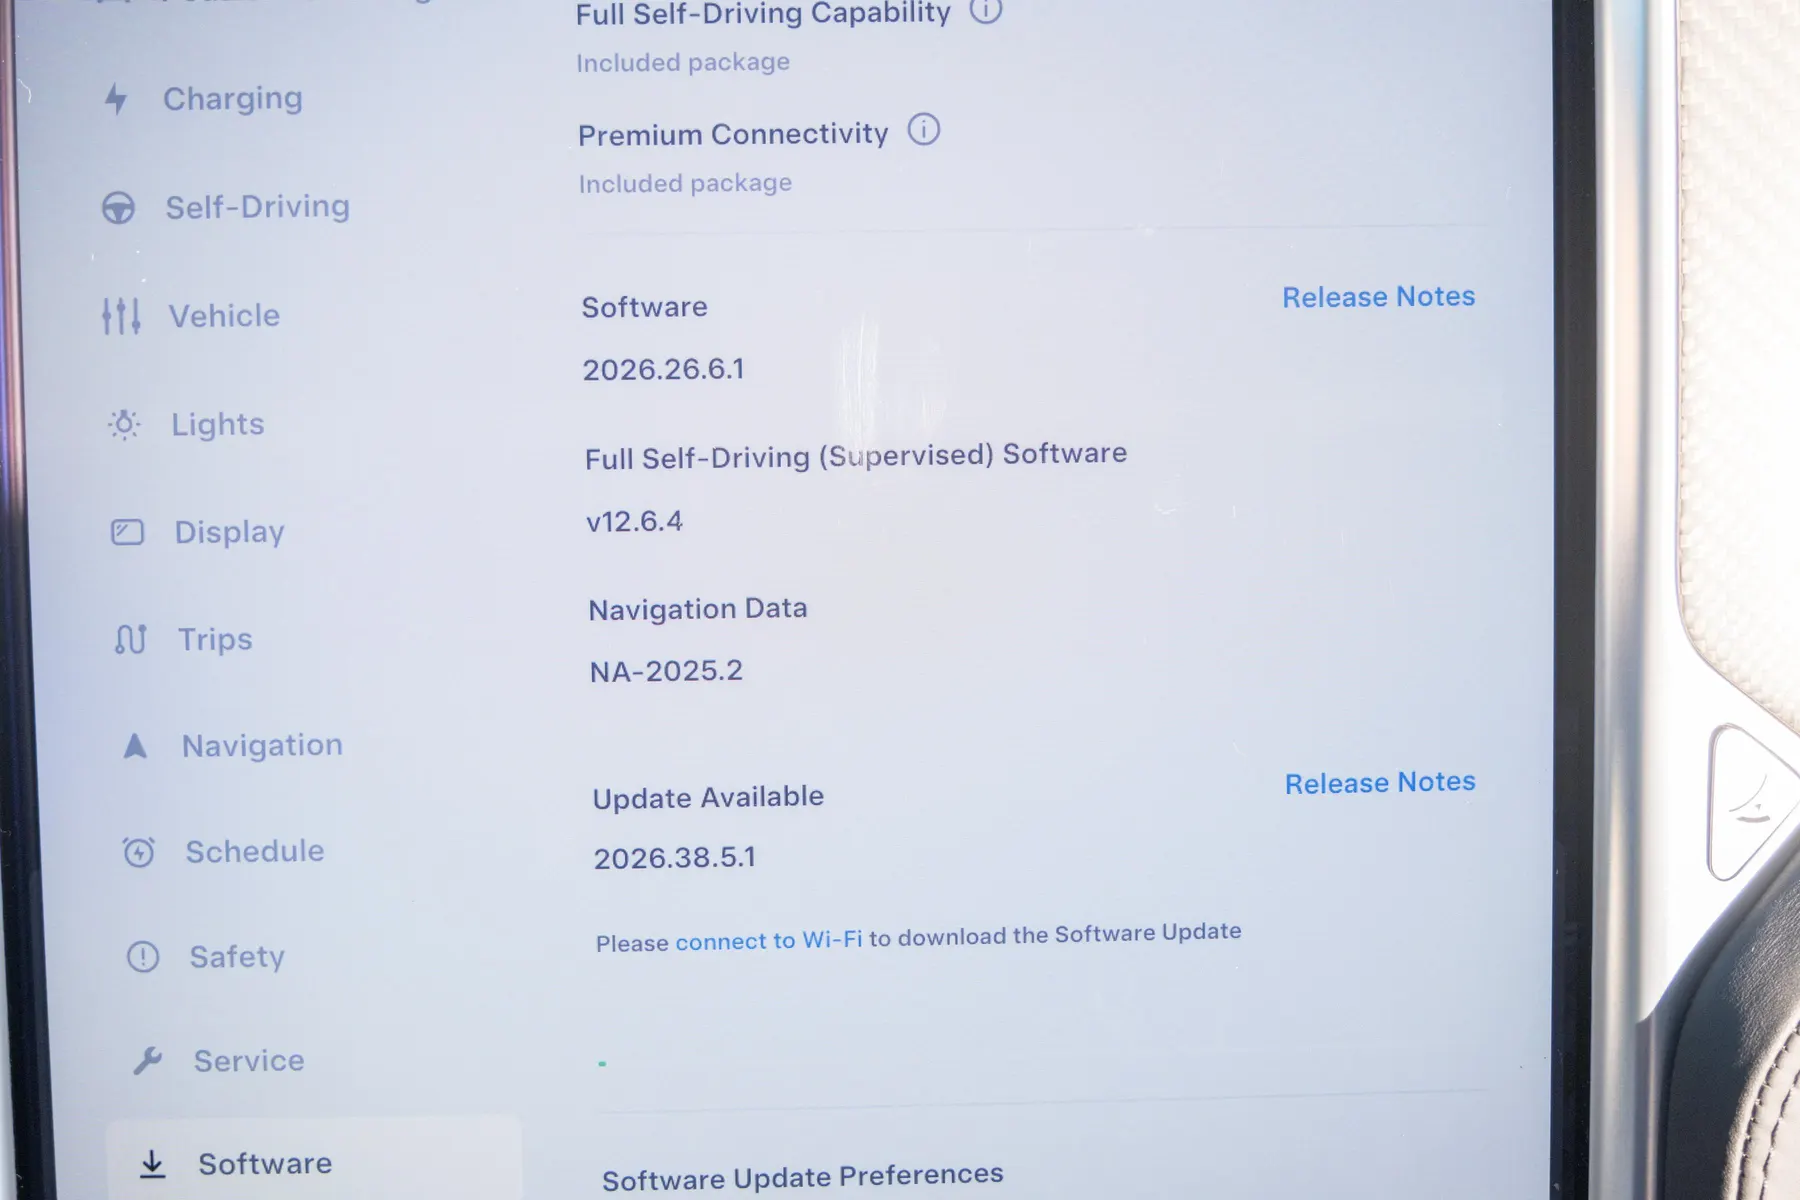 Charging
Self-Driving
Vehicle
Lights
Display
Trips
Navigation
Schedule
Safety
Service
Software
Full Self-Driving Capability
Included package
Premium Connectivity
Included package
Software
Release Notes
2026.26.6.1
Full Self-Driving (Supervised) Software
v12.6.4
Navigation Data
NA-2025.2
Update Available
Release Notes
2026.38.5.1
Please connect to Wi-Fi to download the Software Update
Software Update Preferences